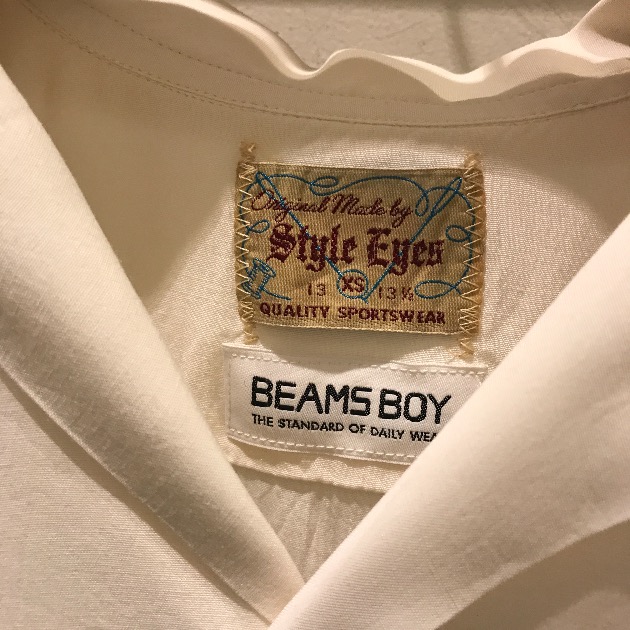 Original Made by
Style Eyes
13 XS 13½
QUALITY SPORTSWEAR
BEAMS BOY
THE STANDARD OF DAILY WEA